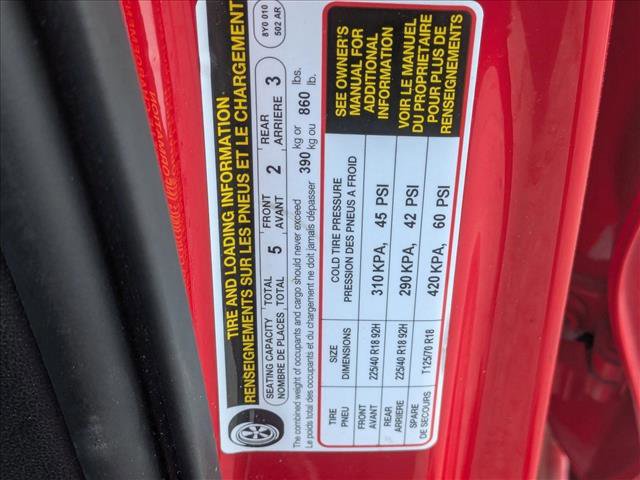 8Y0 010
502 AR
TIRE AND LOADING INFORMATION
RENSEIGNEMENTS SUR LES PNEUS ET LE CHARGEMENT
SEATING CAPACITY TOTAL 5 FRONT 2 REAR 3
NOMBRE DE PLACES TOTAL AVANT ARRIERE
The combined weight of occupants and cargo should never exceed 390 kg or 860 lbs.
Le poids total des occupants et du chargement ne doit jamais dépasser kg ou lb.
TIRE SIZE COLD TIRE PRESSURE
PNEU DIMENSIONS PRESSION DES PNEUS A FROID
FRONT 225/40 R18 92H 310 KPA, 45 PSI
AVANT
REAR 225/40 R18 92H 290 KPA, 42 PSI
ARRIERE
SPARE T125/70 R18 420 KPA, 60 PSI
DE SECOURS
SEE OWNER'S
MANUAL FOR
ADDITIONAL
INFORMATION
VOIR LE MANUEL
DU PROPRIETAIRE
POUR PLUS DE
RENSEIGNEMENTS